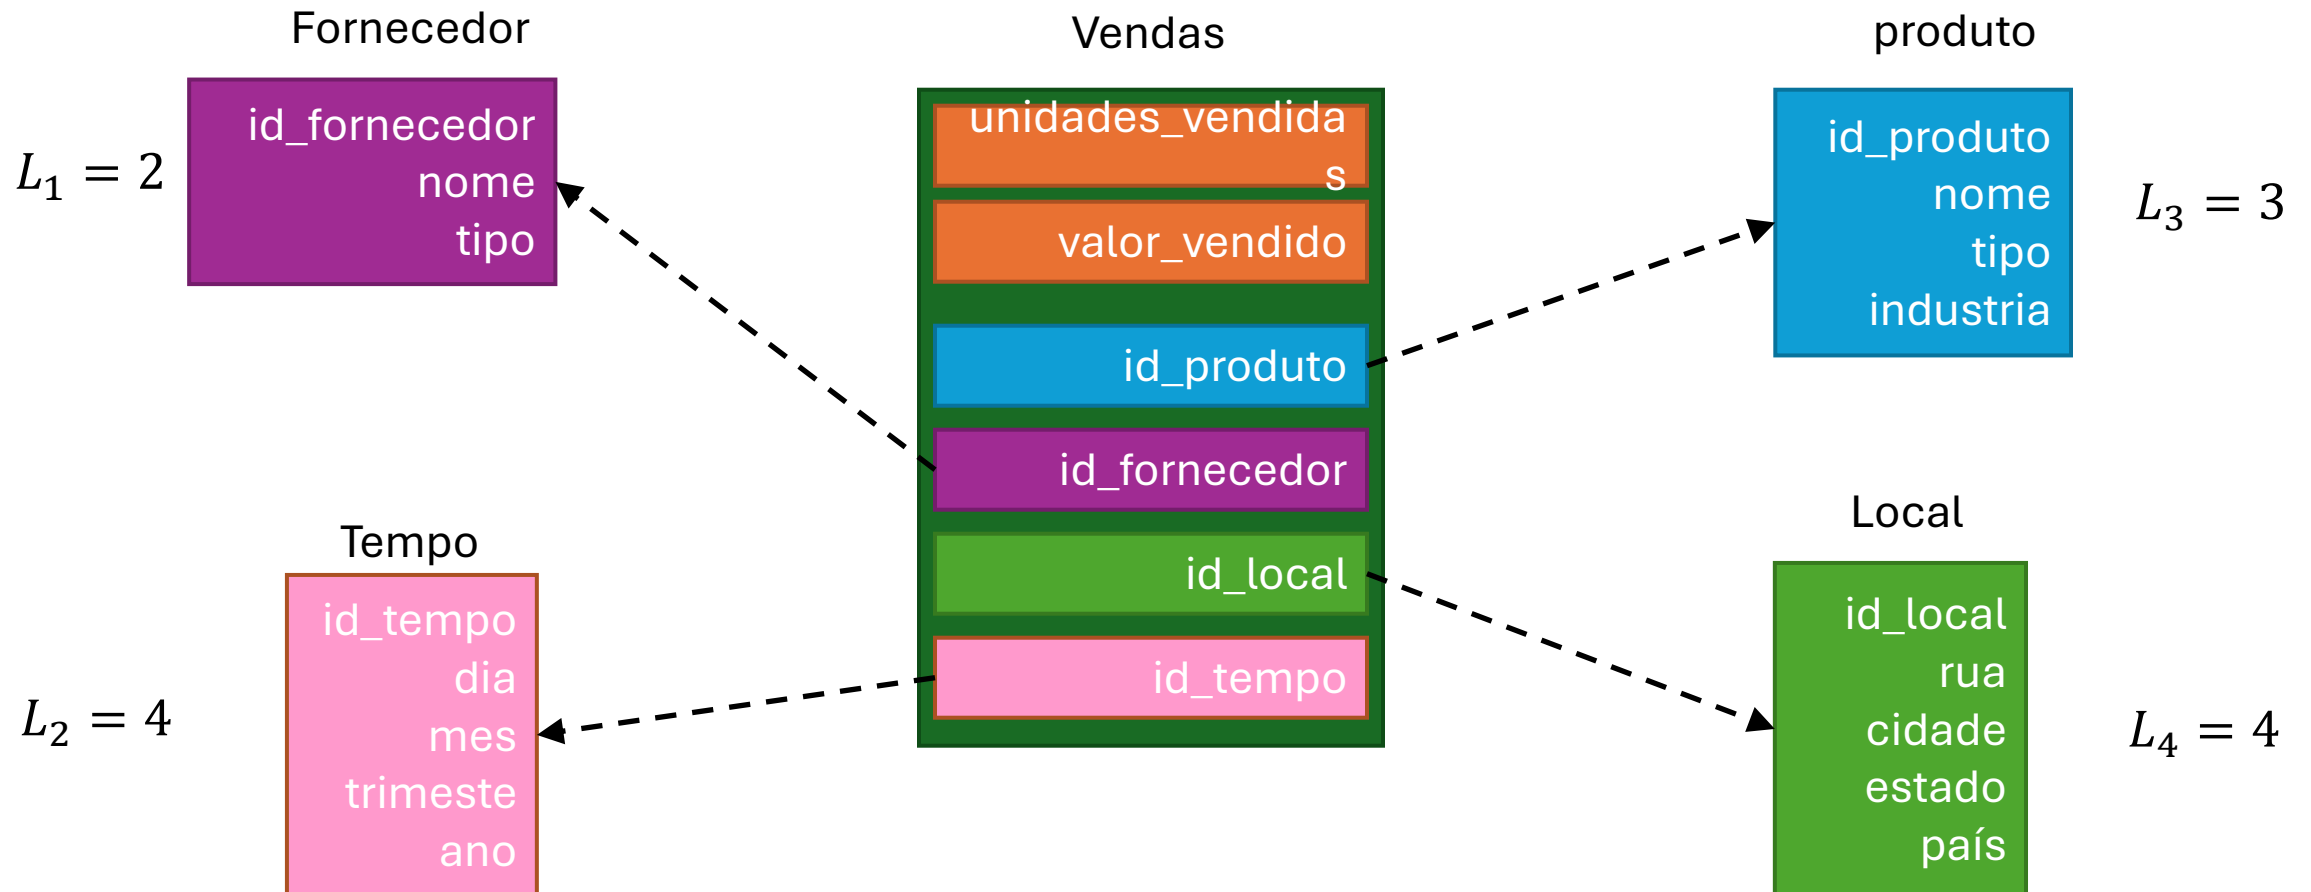 Fornecedor
id_fornecedor
nome
tipo
L₁ = 2
Tempo
id_tempo
dia
mes
trimeste
ano
L₂ = 4
Vendas
unidades_vendida
s
valor_vendido
id_produto
id_fornecedor
id_local
id_tempo
produto
id_produto
nome
tipo
industria
L₃ = 3
Local
id_local
rua
cidade
estado
país
L₄ = 4